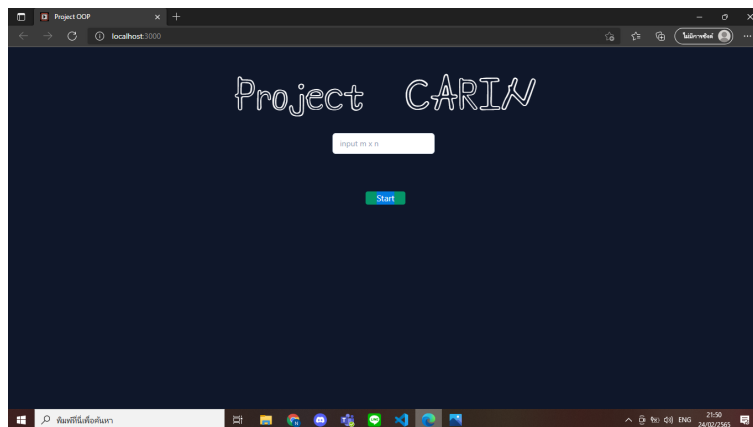 Project OOP
localhost:3000
ไม่มีการซิงค์
Project CARIN
input m x n
Start
พิมพ์ที่นี่เพื่อค้นหา
ENG
21:50
24/02/2565